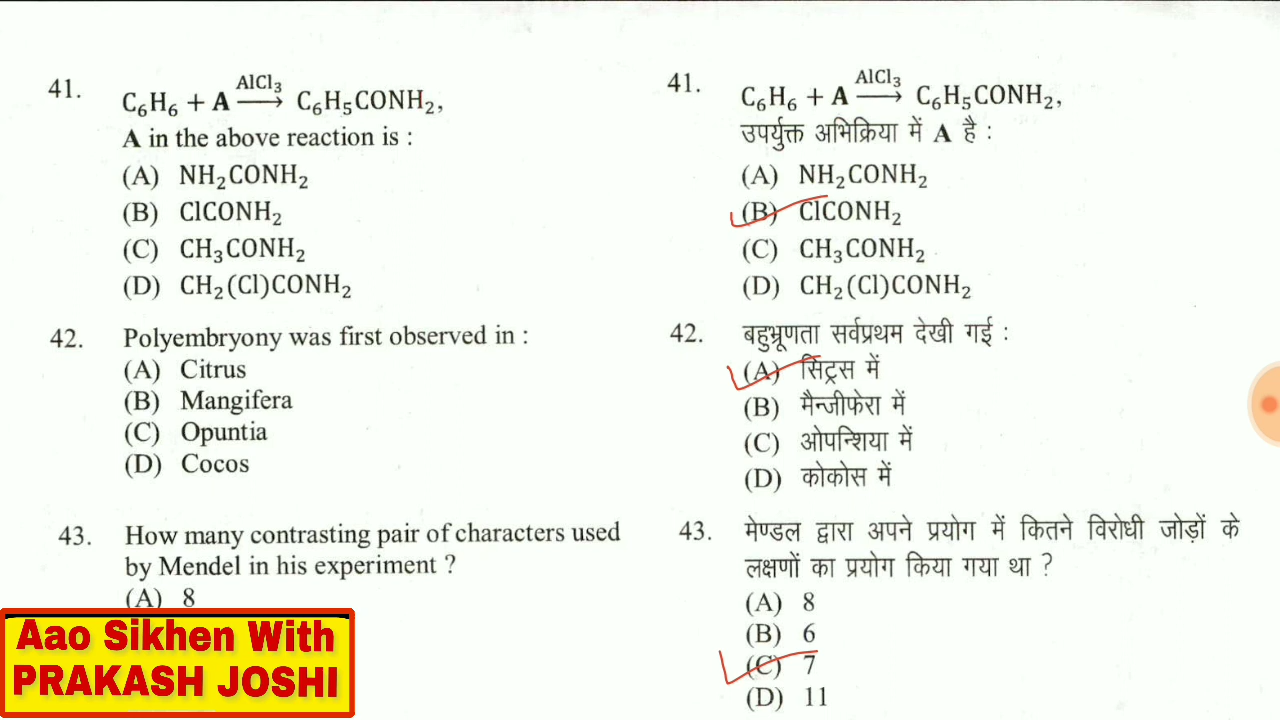 41.
C₆H₆ + A —AlCl₃→ C₆H₅CONH₂,
A in the above reaction is :
(A) NH₂CONH₂
(B) ClCONH₂
(C) CH₃CONH₂
(D) CH₂(Cl)CONH₂
42. Polyembryony was first observed in :
(A) Citrus
(B) Mangifera
(C) Opuntia
(D) Cocos
43. How many contrasting pair of characters used
by Mendel in his experiment ?
(A) 8
Aao Sikhen With
PRAKASH JOSHI
41.
C₆H₆ + A —AlCl₃→ C₆H₅CONH₂,
उपर्युक्त अभिक्रिया में A है :
(A) NH₂CONH₂
(B) ClCONH₂
(C) CH₃CONH₂
(D) CH₂(Cl)CONH₂
42. बहुभ्रूणता सर्वप्रथम देखी गई :
(A) सिट्रस में
(B) मैन्जीफेरा में
(C) ओपन्शिया में
(D) कोकोस में
43. मेण्डल द्वारा अपने प्रयोग में कितने विरोधी जोड़ों के
लक्षणों का प्रयोग किया गया था ?
(A) 8
(B) 6
(C) 7
(D) 11